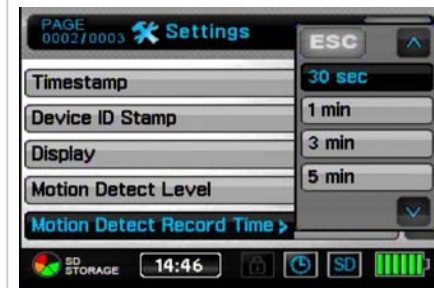 PAGE
0002/0003 Settings
ESC
Timestamp
Device ID Stamp
Display
Motion Detect Level
Motion Detect Record Time >
30 sec
1 min
3 min
5 min
SD
STORAGE
14:46
SD